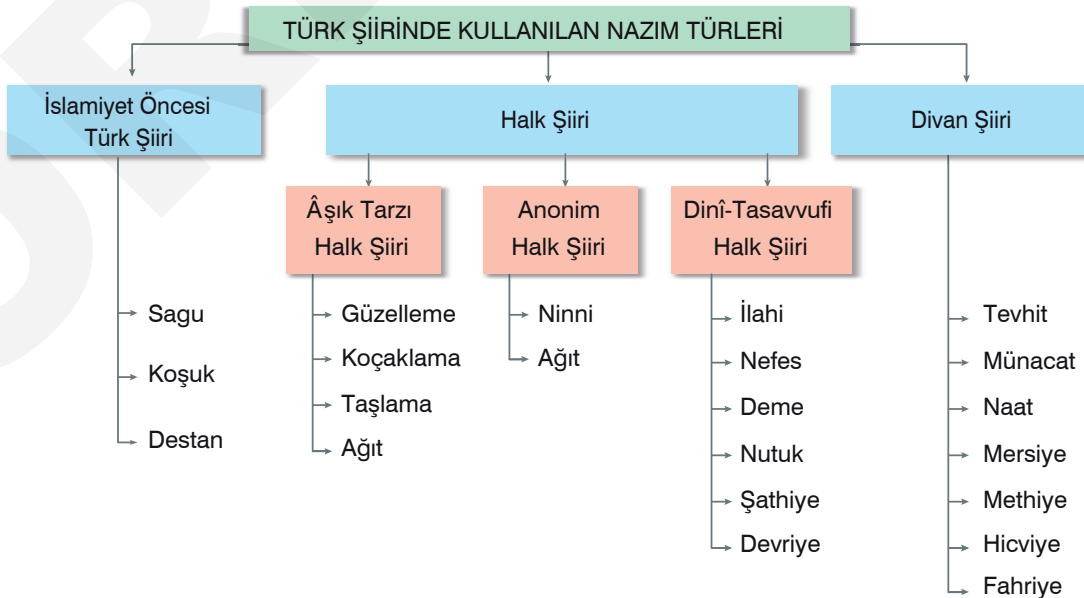 TÜRK ŞİİRİNDE KULLANILAN NAZIM TÜRLERİ
İslamiyet Öncesi
Türk Şiiri
Sagu
Koşuk
Destan
Halk Şiiri
Âşık Tarzı
Halk Şiiri
Güzelleme
Koçaklama
Taşlama
Ağıt
Anonim
Halk Şiiri
Ninni
Ağıt
Dinî-Tasavvufi
Halk Şiiri
İlahi
Nefes
Deme
Nutuk
Şathiye
Devriye
Divan Şiiri
Tevhit
Münacat
Naat
Mersiye
Methiye
Hicviye
Fahriye